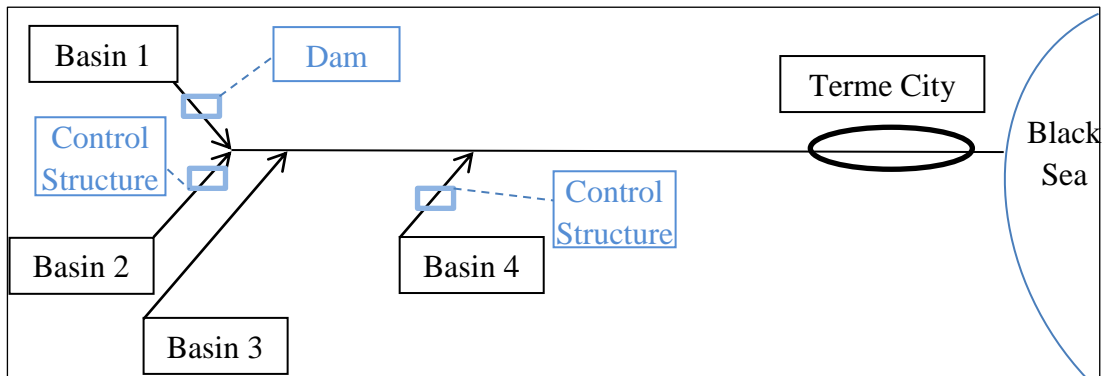 Basin 1
Dam
Terme City
Control
Structure
Black
Sea
Control
Structure
Basin 2
Basin 4
Basin 3